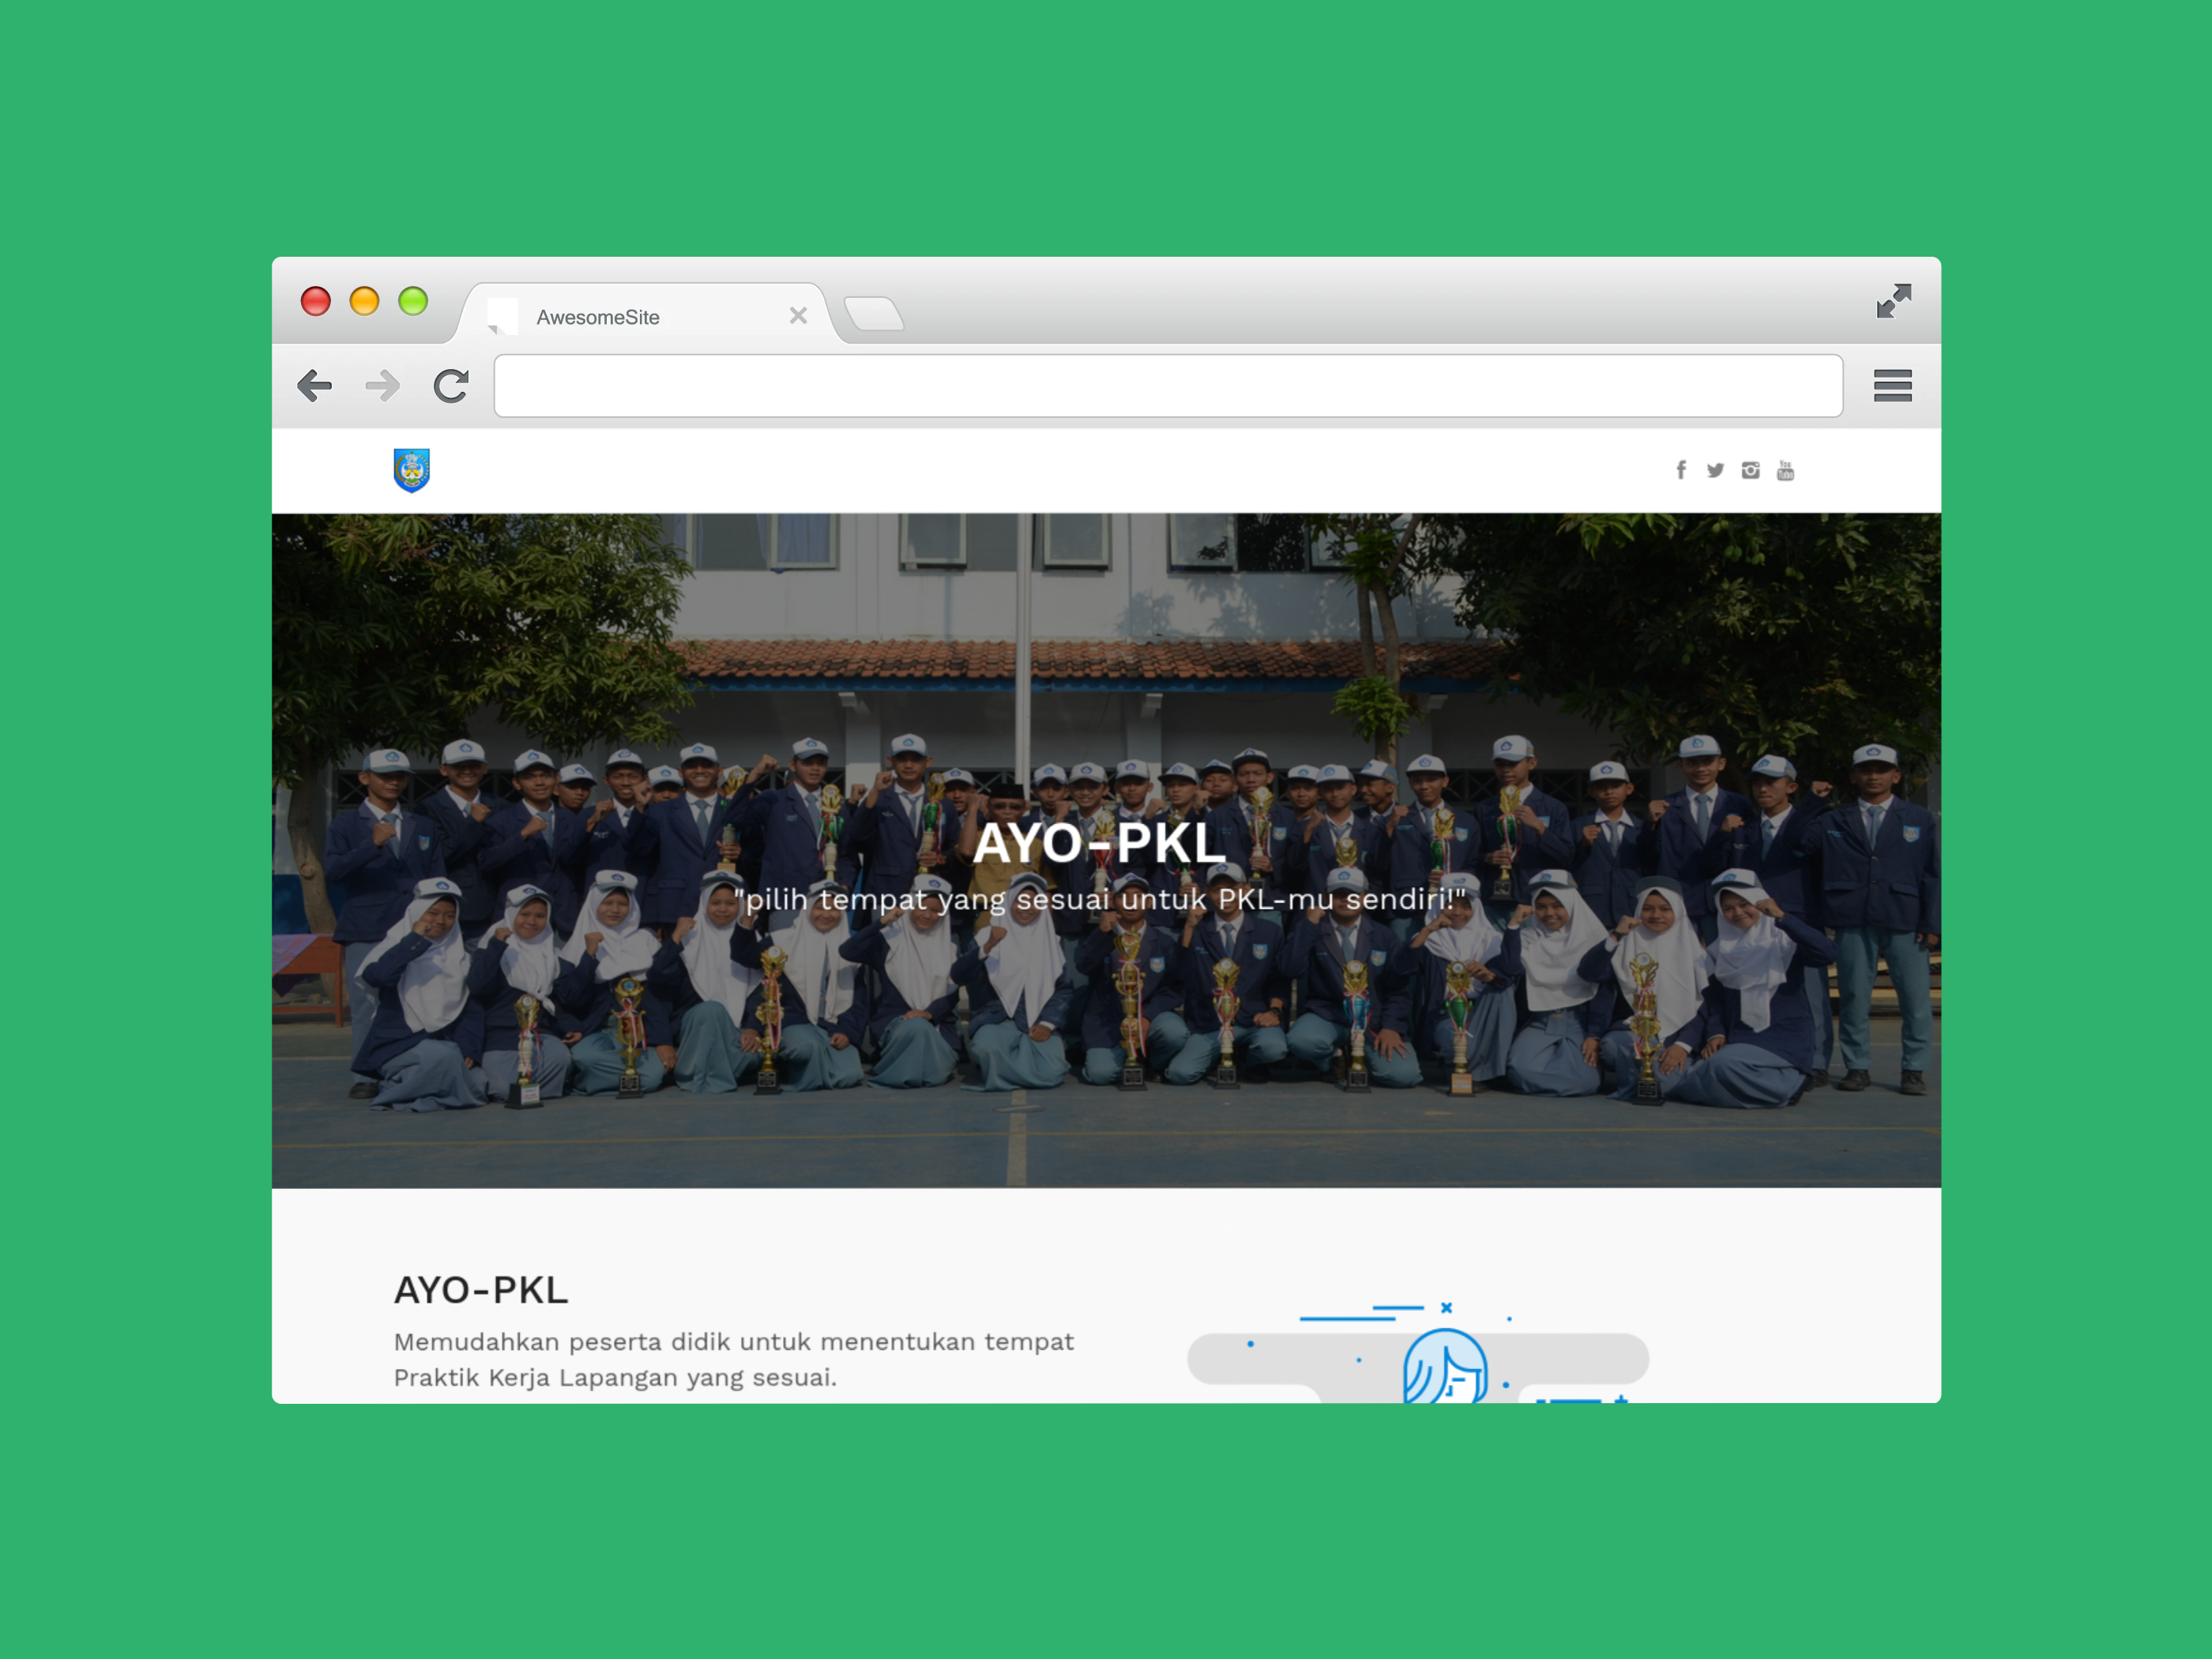 AwesomeSite
AYO-PKL
"pilih tempat yang sesuai untuk PKL-mu sendiri!"
AYO-PKL
Memudahkan peserta didik untuk menentukan tempat
Praktik Kerja Lapangan yang sesuai.